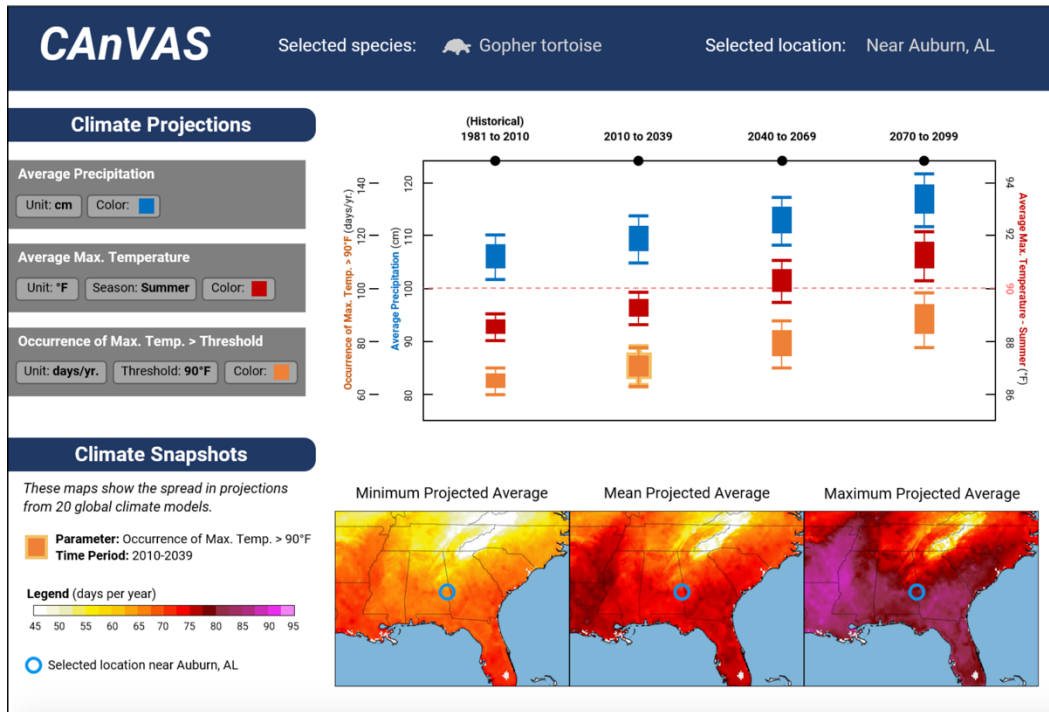 CAnVAS
Selected species: Gopher tortoise
Selected location: Near Auburn, AL
Climate Projections
Average Precipitation
Unit: cm
Color:
Average Max. Temperature
Unit: °F
Season: Summer
Color:
Occurrence of Max. Temp. > Threshold
Unit: days/yr.
Threshold: 90°F
Color:
(Historical)
1981 to 2010
2010 to 2039
2040 to 2069
2070 to 2099
Occurrence of Max. Temp. > 90°F (days/yr.)
140
120
100
80
60
Average Precipitation (cm)
120
110
100
90
80
94
92
90
88
86
Average Max. Temperature - Summer (°F)
Climate Snapshots
These maps show the spread in projections
from 20 global climate models.
Parameter: Occurrence of Max. Temp. > 90°F
Time Period: 2010-2039
Legend (days per year)
45 50 55 60 65 70 75 80 85 90 95
Selected location near Auburn, AL
Minimum Projected Average
Mean Projected Average
Maximum Projected Average